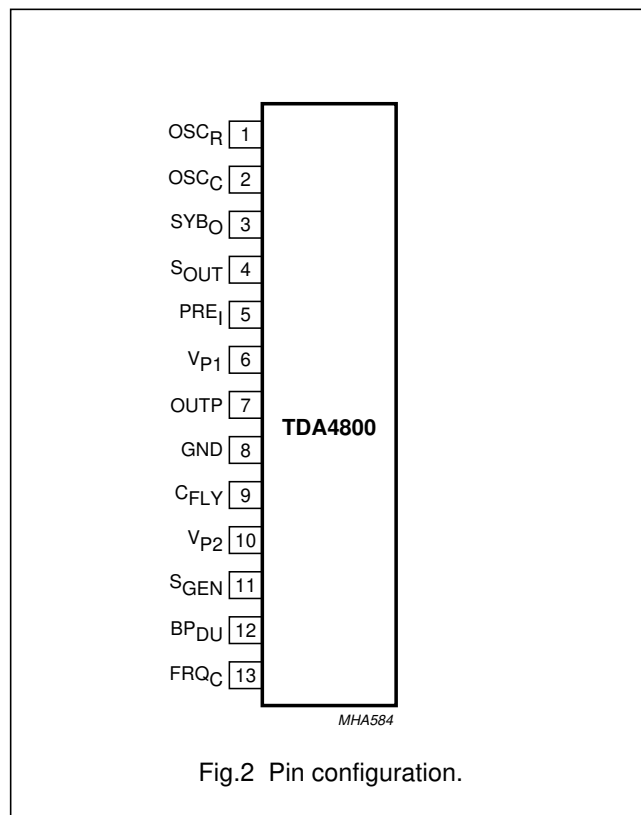 OSCR 1
OSCC 2
SYBO 3
SOUT 4
PREI 5
VP1 6
OUTP 7
GND 8
CFLY 9
VP2 10
SGEN 11
BPDU 12
FRQC 13
TDA4800
MHA584
Fig.2 Pin configuration.